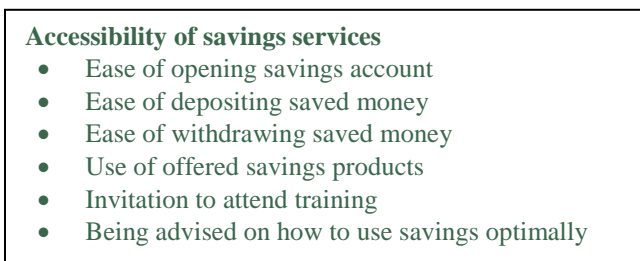 Accessibility of savings services
• Ease of opening savings account
• Ease of depositing saved money
• Ease of withdrawing saved money
• Use of offered savings products
• Invitation to attend training
• Being advised on how to use savings optimally